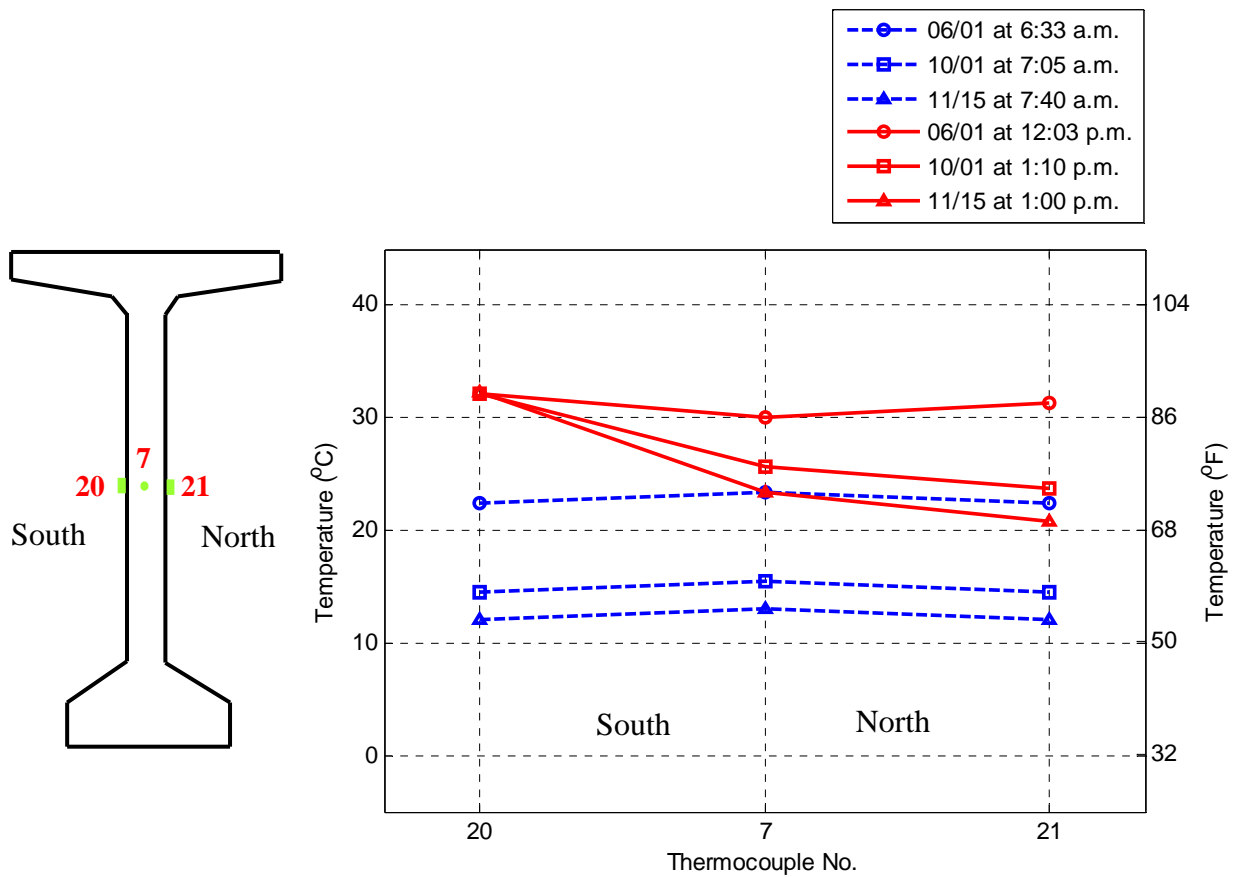 06/01 at 6:33 a.m.
10/01 at 7:05 a.m.
11/15 at 7:40 a.m.
06/01 at 12:03 p.m.
10/01 at 1:10 p.m.
11/15 at 1:00 p.m.
7
20
21
South
North
Temperature (ºC)
40
30
20
10
0
South
North
104
86
68
50
32
Temperature (ºF)
20
7
21
Thermocouple No.